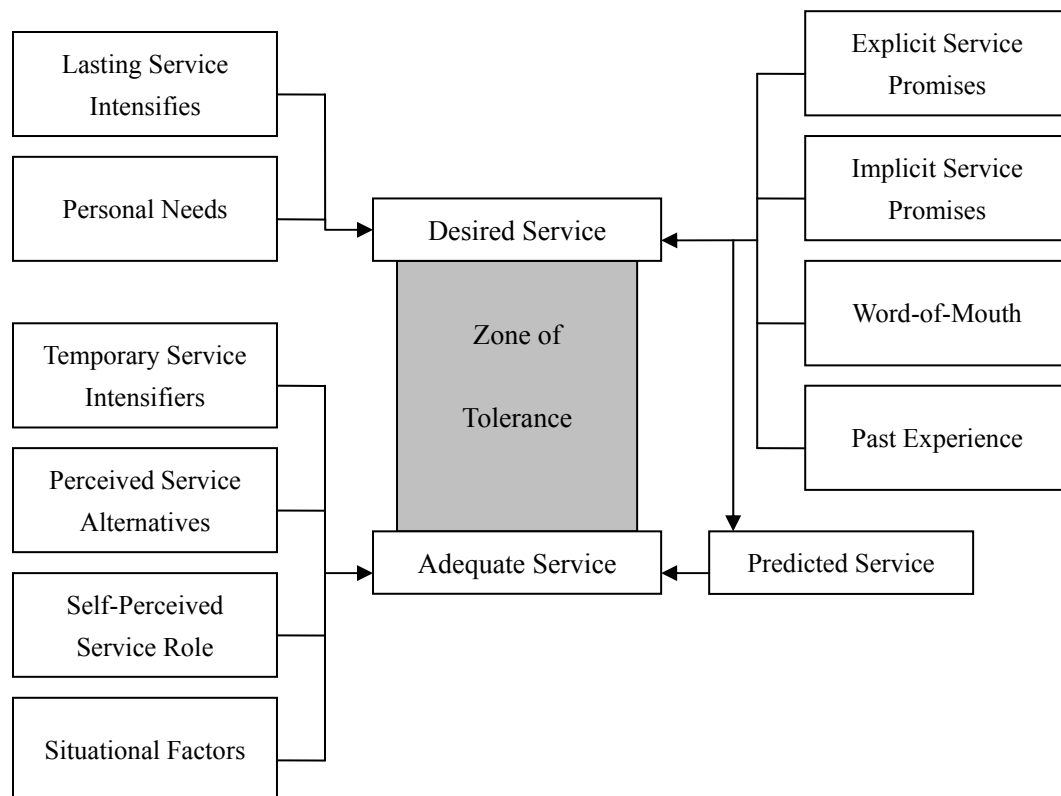 Lasting Service
Intensifies
Personal Needs
Temporary Service
Intensifiers
Perceived Service
Alternatives
Self-Perceived
Service Role
Situational Factors
Desired Service
Zone of
Tolerance
Adequate Service
Predicted Service
Explicit Service
Promises
Implicit Service
Promises
Word-of-Mouth
Past Experience